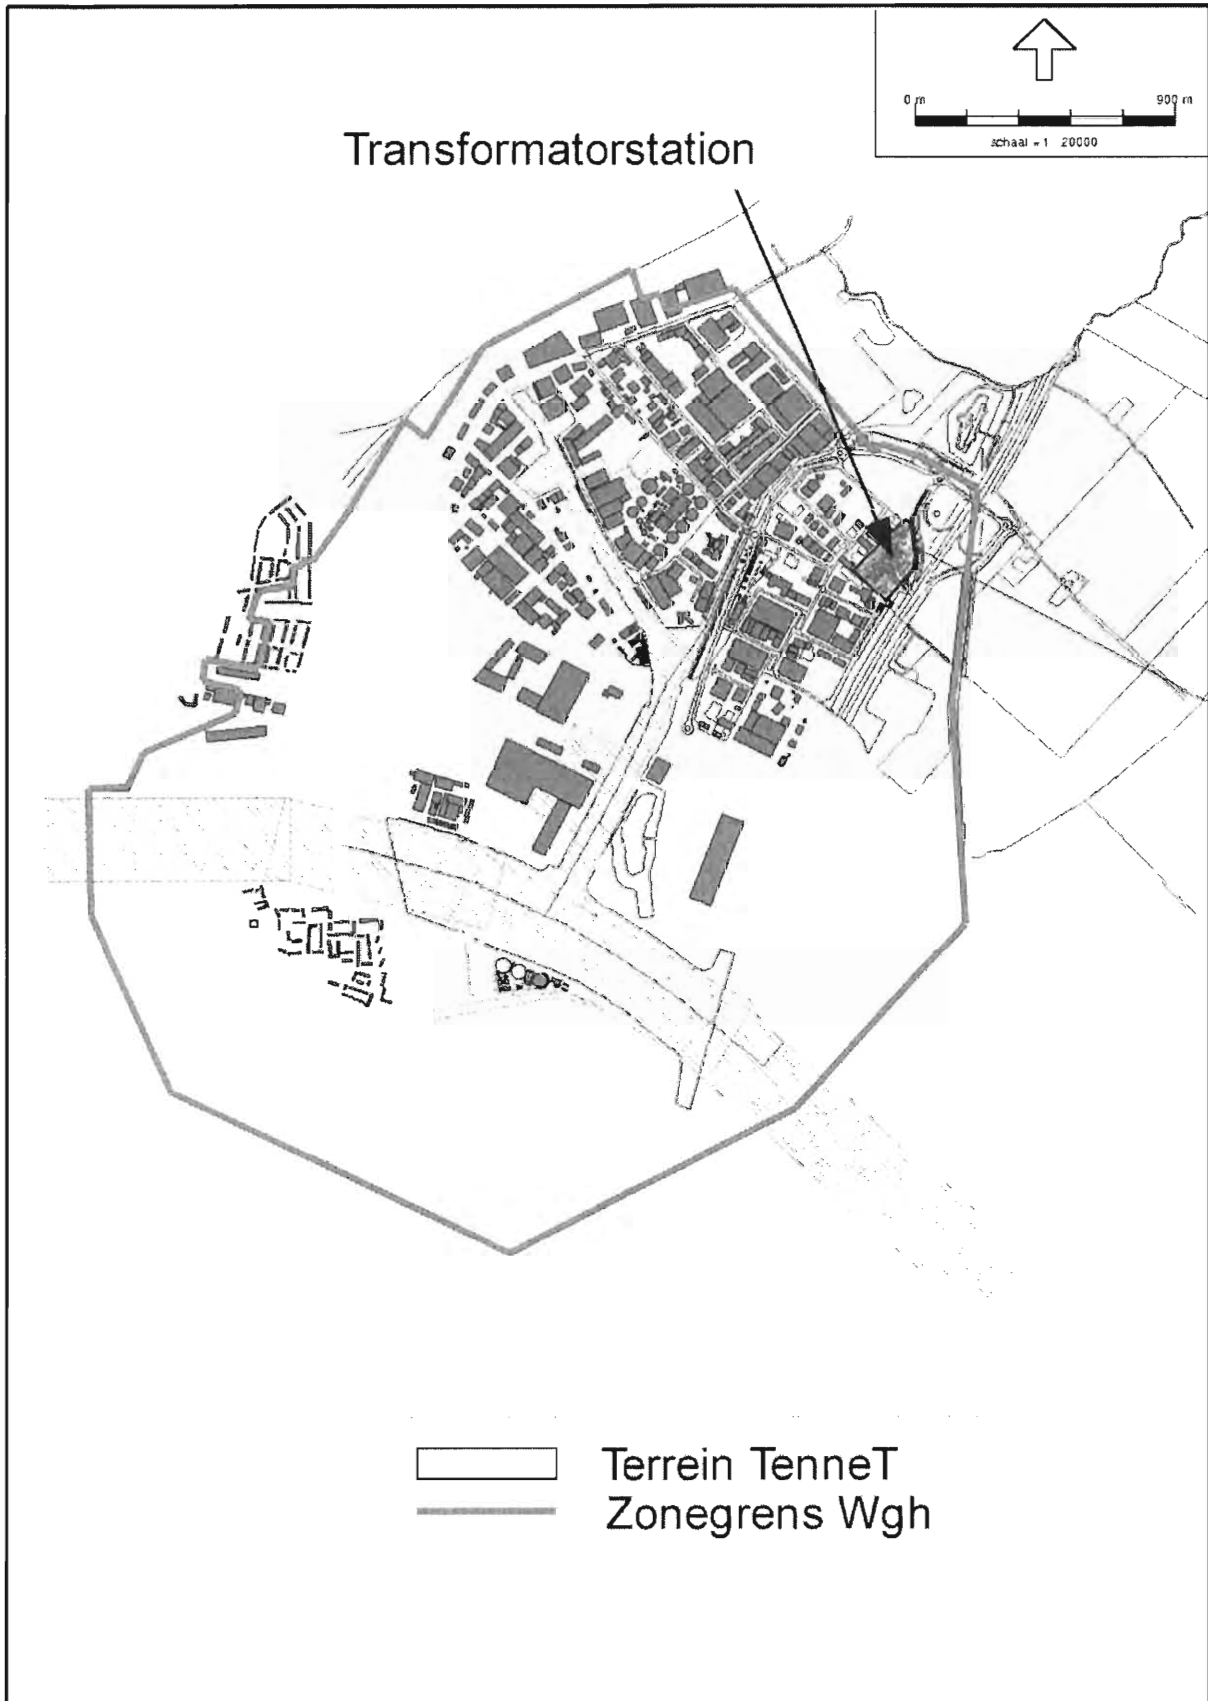 0 m 900 m
schaal = 1 20000
Transformatorstation
Terrein TenneT
Zonegrens Wgh